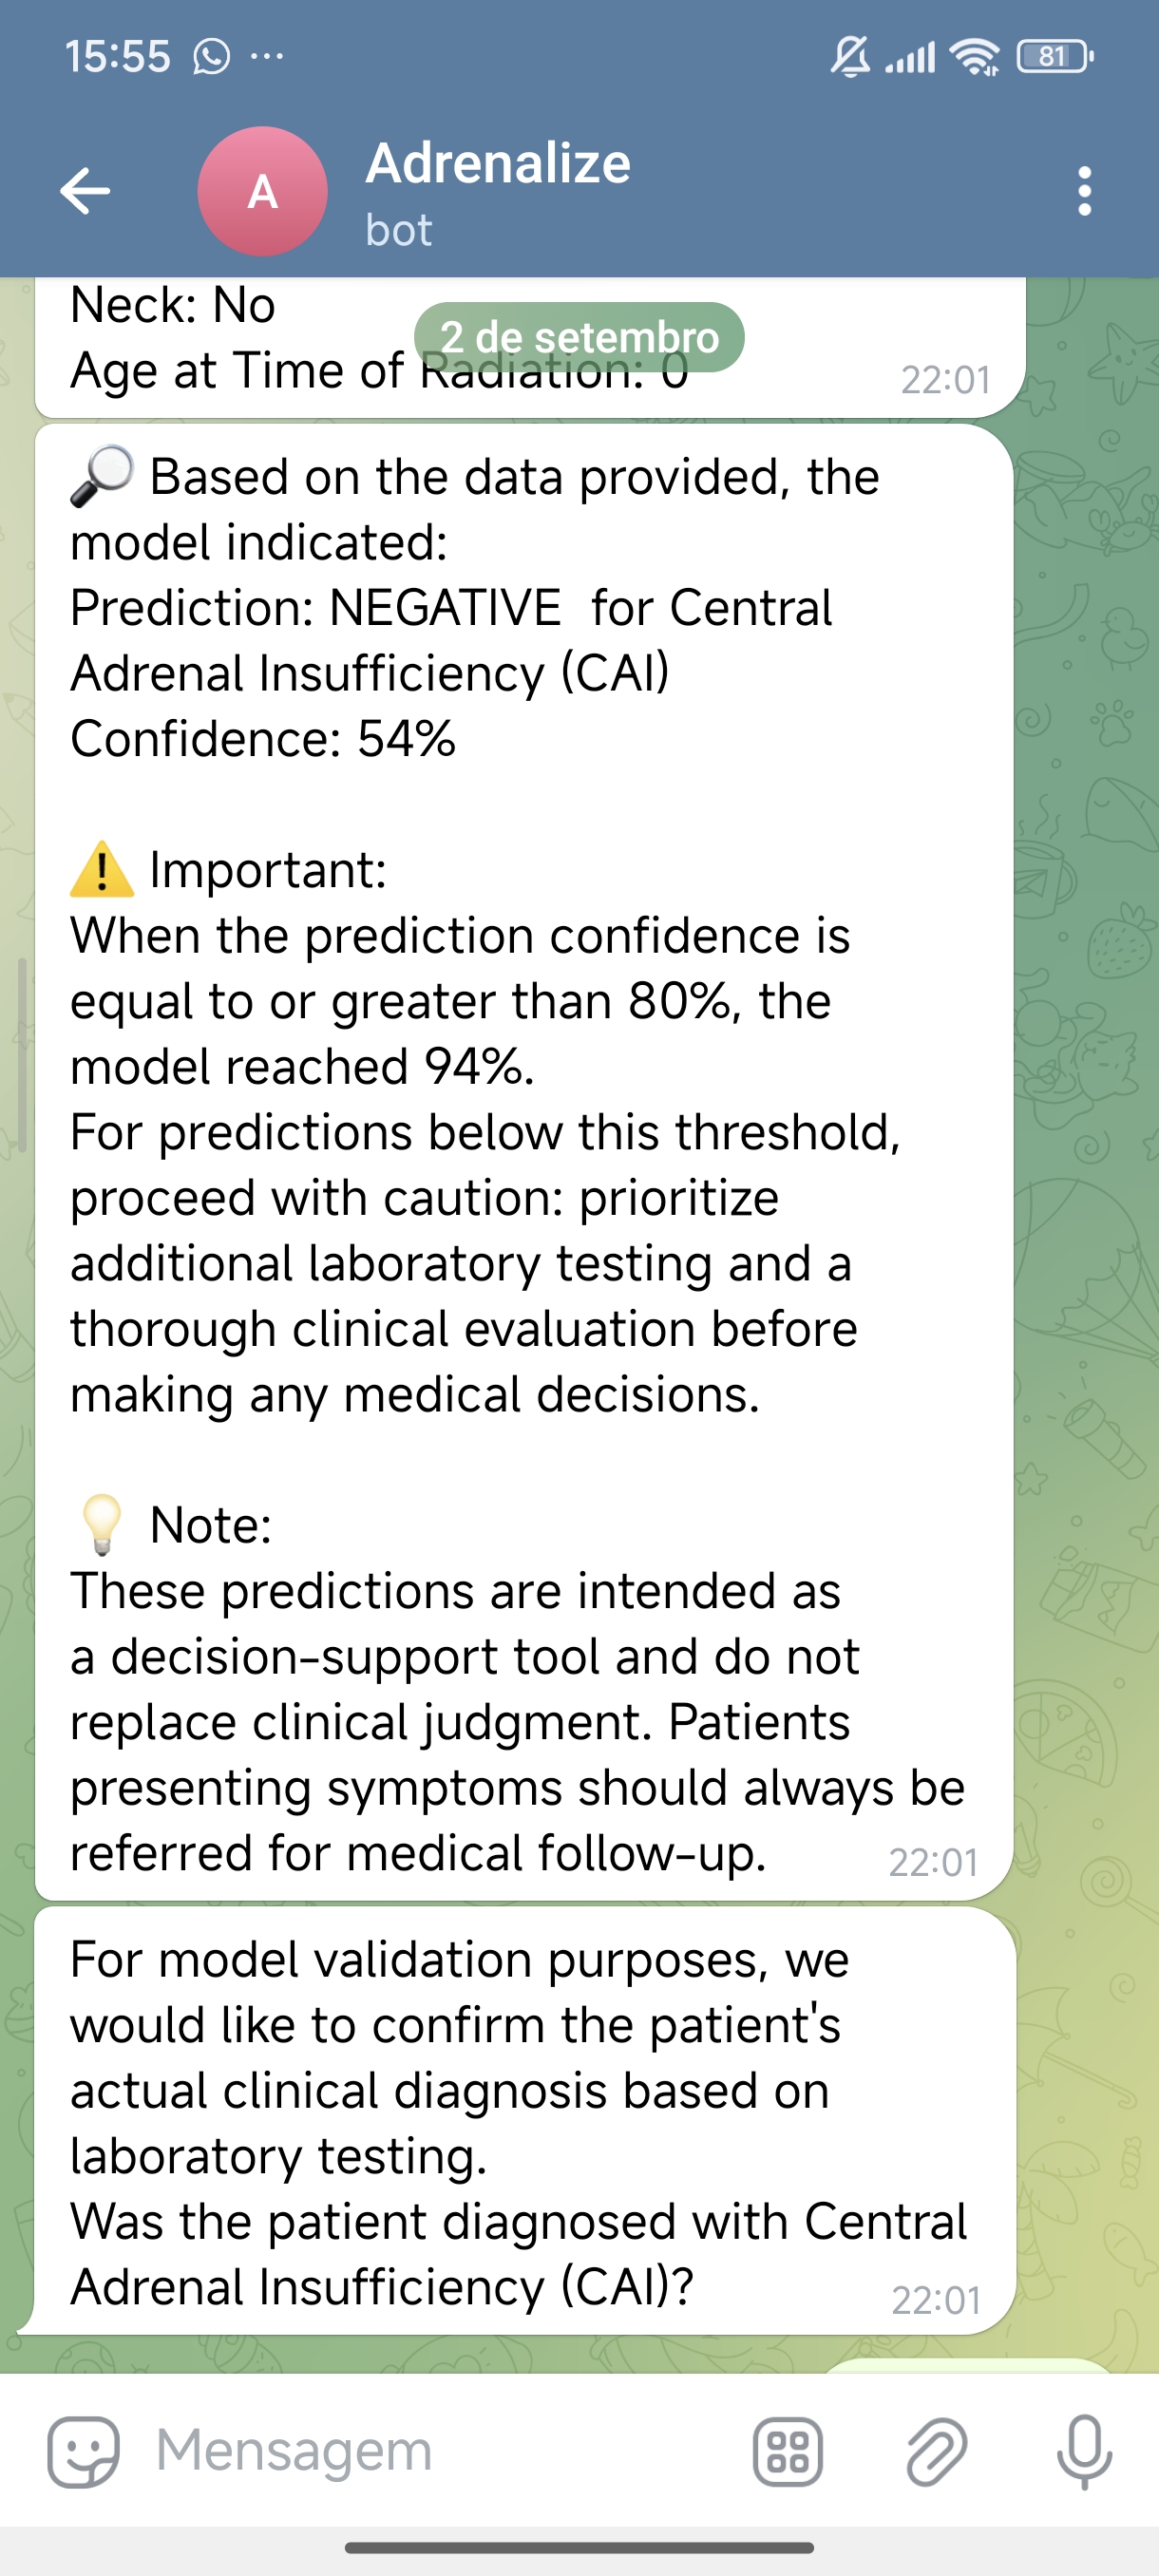 15:55
81
A
Adrenalize
bot
Neck: No
2 de setembro
Age at Time of Radiation: 0
22:01
Based on the data provided, the
model indicated:
Prediction: NEGATIVE for Central
Adrenal Insufficiency (CAI)
Confidence: 54%
Important:
When the prediction confidence is
equal to or greater than 80%, the
model reached 94%.
For predictions below this threshold,
proceed with caution: prioritize
additional laboratory testing and a
thorough clinical evaluation before
making any medical decisions.
Note:
These predictions are intended as
a decision-support tool and do not
replace clinical judgment. Patients
presenting symptoms should always be
referred for medical follow-up.
22:01
For model validation purposes, we
would like to confirm the patient's
actual clinical diagnosis based on
laboratory testing.
Was the patient diagnosed with Central
Adrenal Insufficiency (CAI)?
22:01
Mensagem